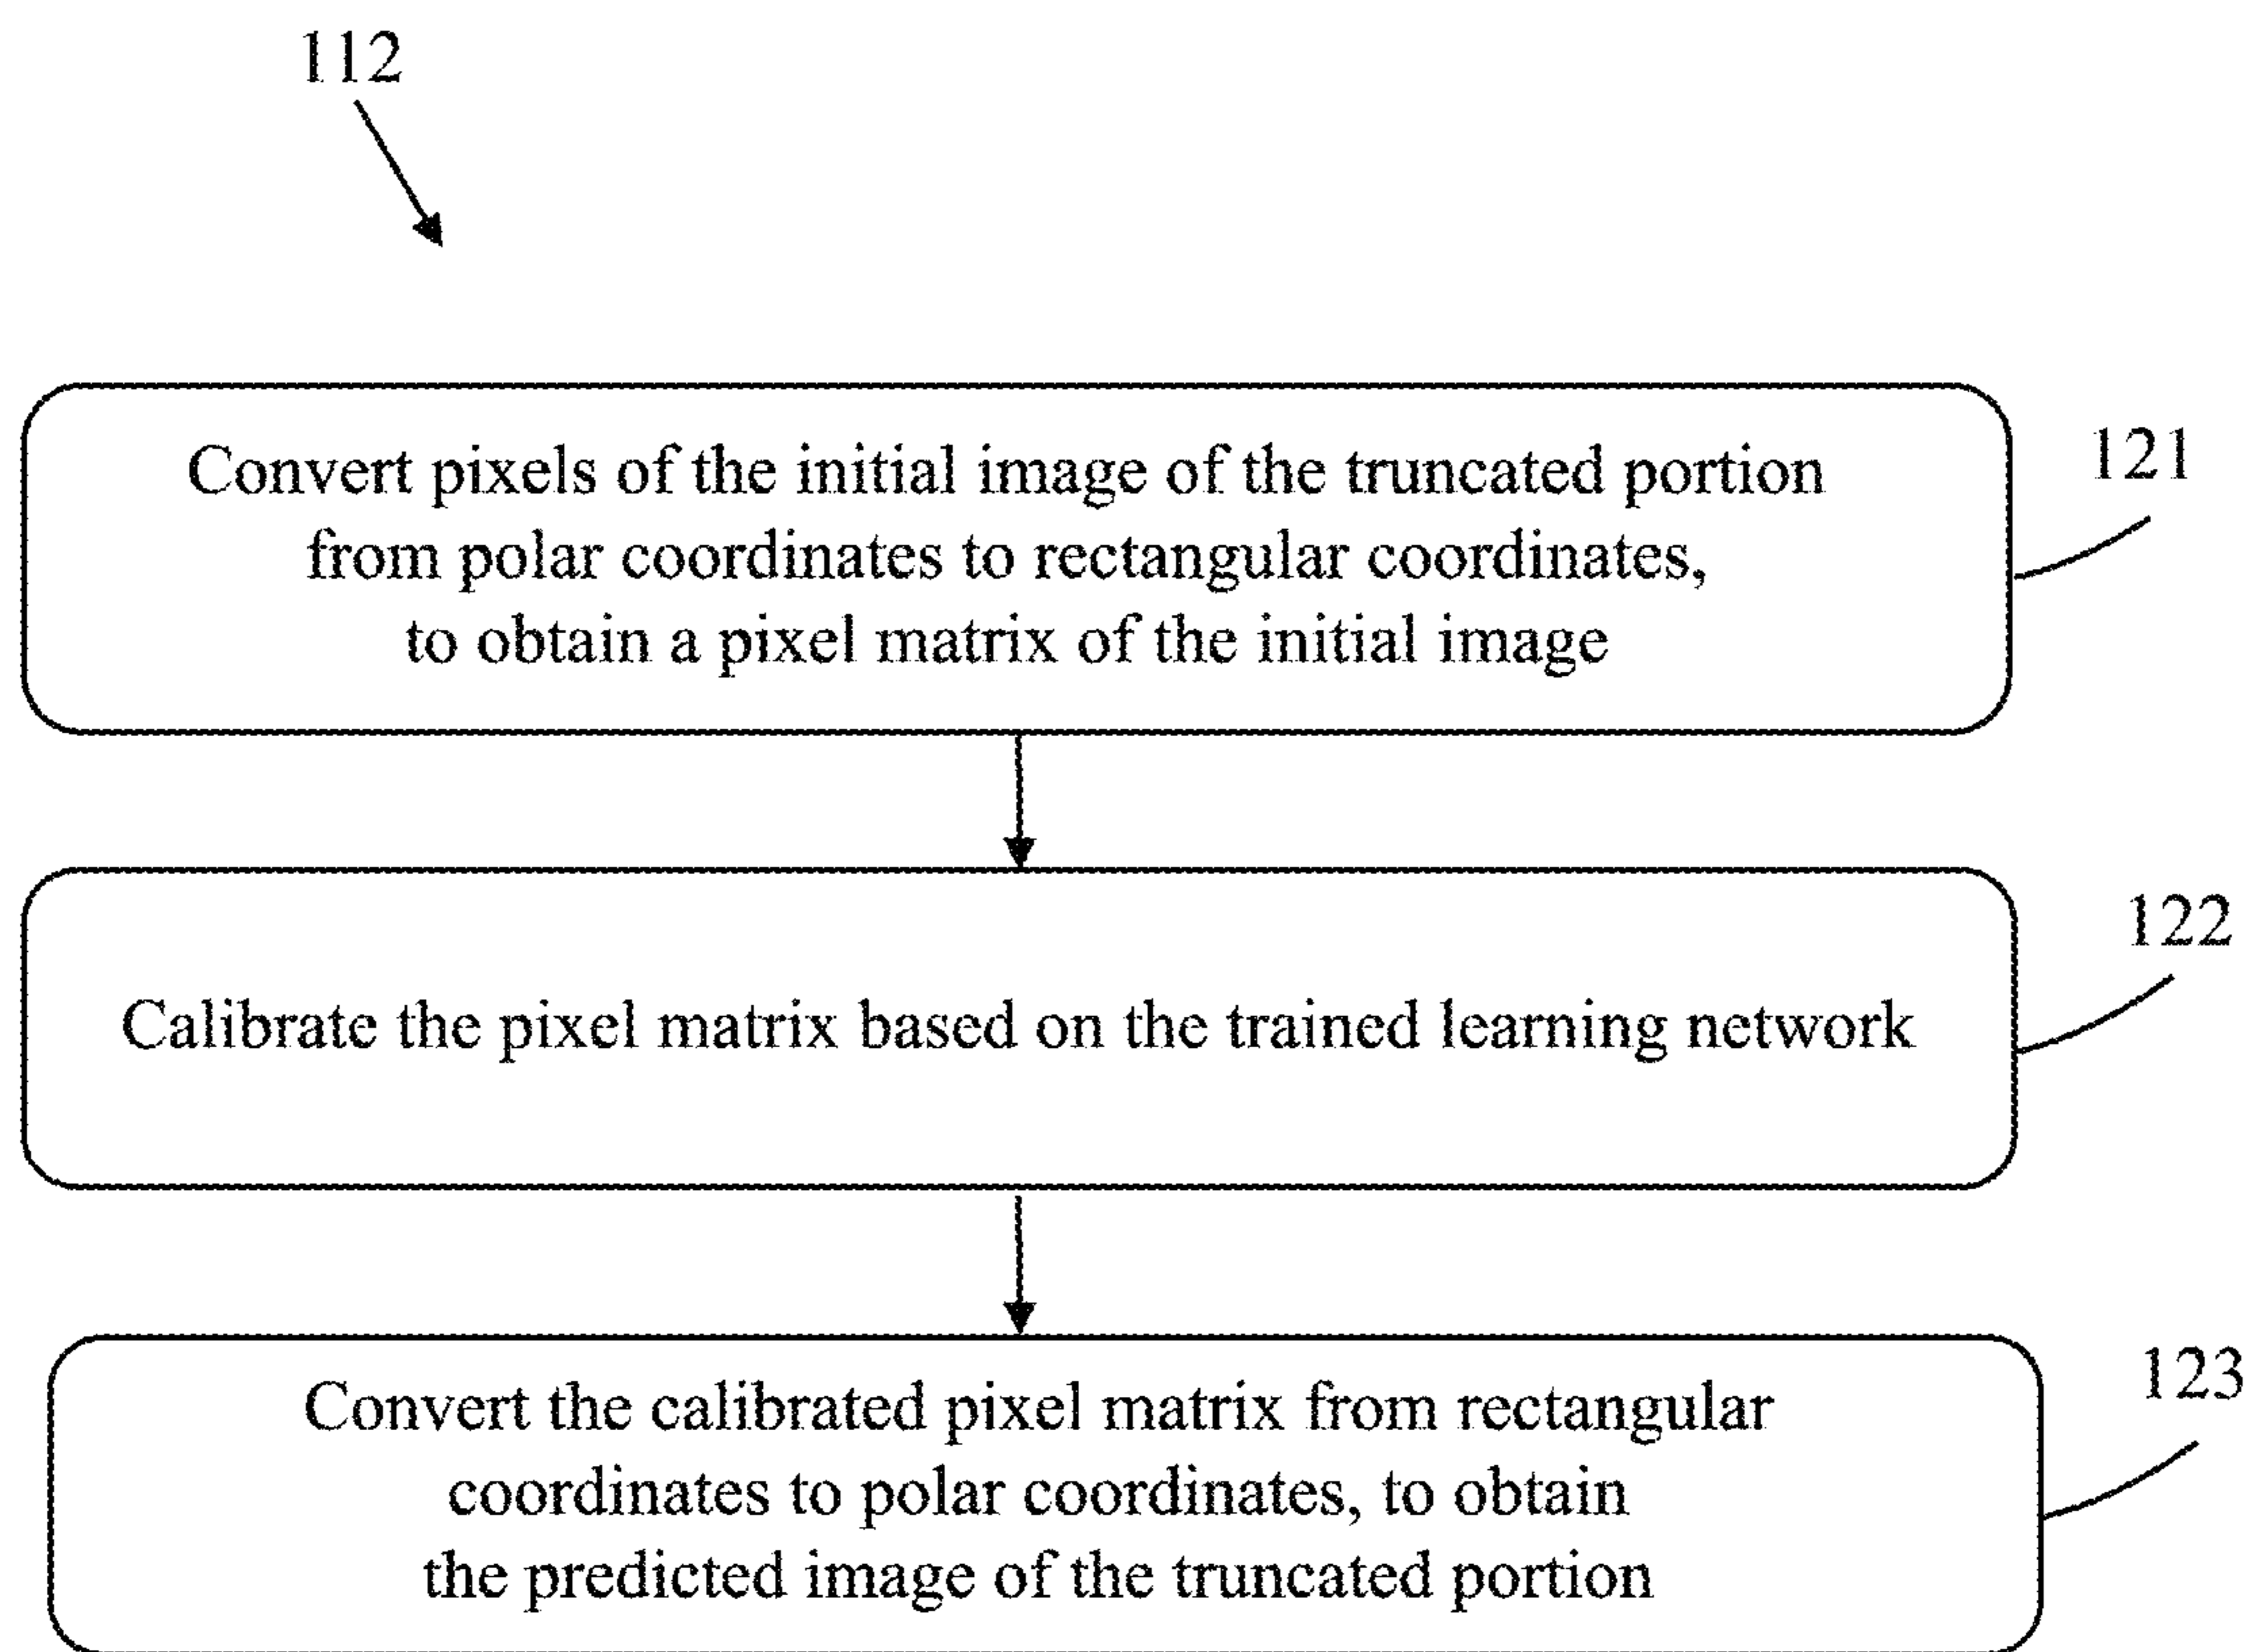 112
Convert pixels of the initial image of the truncated portion
from polar coordinates to rectangular coordinates,
to obtain a pixel matrix of the initial image
121
Calibrate the pixel matrix based on the trained learning network
122
Convert the calibrated pixel matrix from rectangular
coordinates to polar coordinates, to obtain
the predicted image of the truncated portion
123